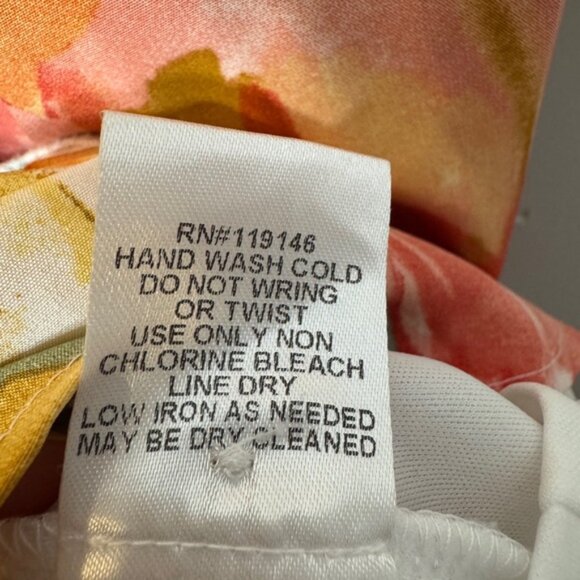 RN#119146
HAND WASH COLD
DO NOT WRING
OR TWIST
USE ONLY NON
CHLORINE BLEACH
LINE DRY
LOW IRON AS NEEDED
MAY BE DRY CLEANED